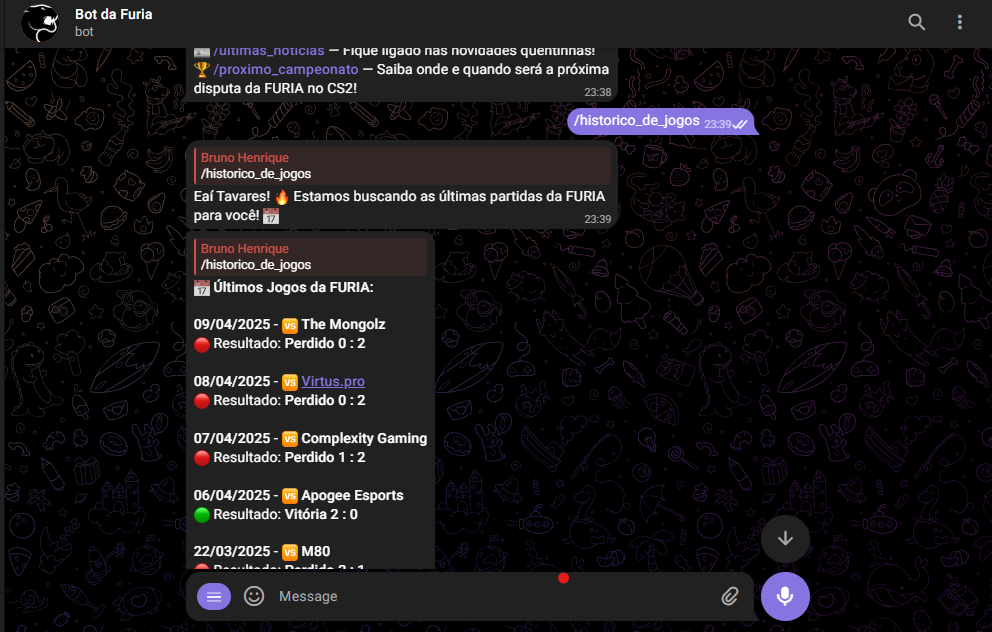 Bot da Furia
bot
/ultimas_noticias — Fique ligado nas novidades quentinhas!
🏆 /proximo_campeonato — Saiba onde e quando será a próxima
disputa da FURIA no CS2!
23:38
/historico_de_jogos 23:39
Bruno Henrique
/historico_de_jogos
Eaí Tavares! 🔥 Estamos buscando as últimas partidas da FURIA
para você! 📅
23:39
Bruno Henrique
/historico_de_jogos
📅 Últimos Jogos da FURIA:
09/04/2025 - 🆚 The Mongolz
🔴 Resultado: Perdido 0 : 2
08/04/2025 - 🆚 Virtus.pro
🔴 Resultado: Perdido 0 : 2
07/04/2025 - 🆚 Complexity Gaming
🔴 Resultado: Perdido 1 : 2
06/04/2025 - 🆚 Apogee Esports
🟢 Resultado: Vitória 2 : 0
22/03/2025 - 🆚 M80
🔴 Resultado: Perdido 2 : 1
Message